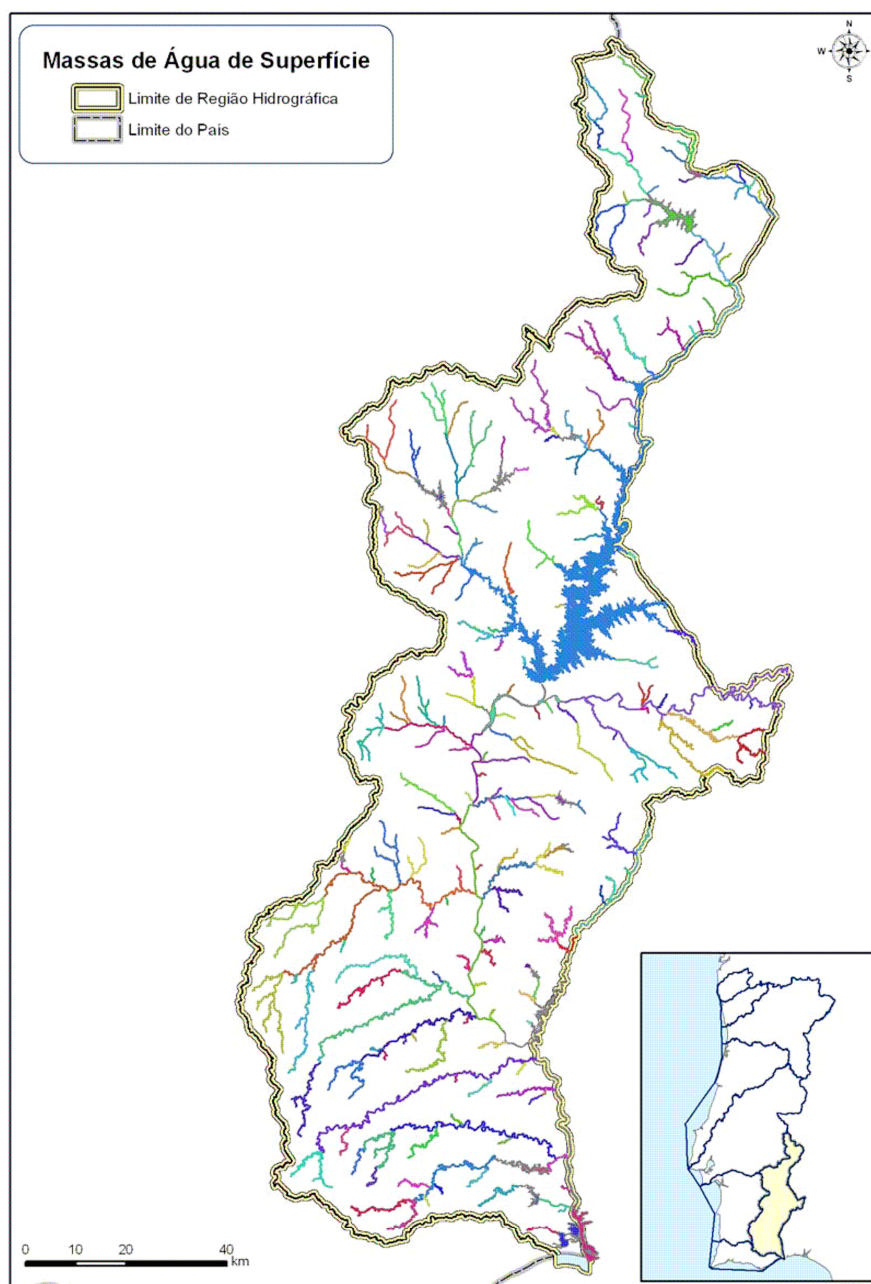 Massas de Água de Superfície
Limite de Região Hidrográfica
Limite do País
N
W
S
0 10 20 40
km